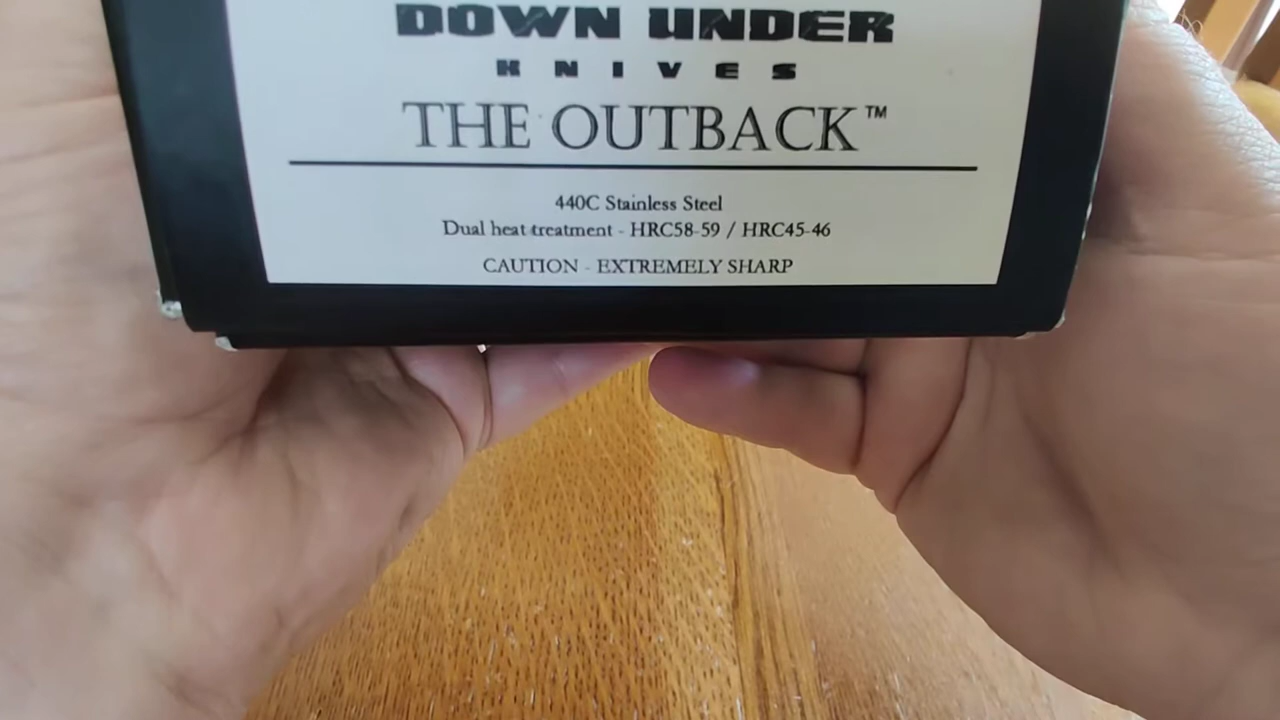 DOWN UNDER
KNIVES
THE OUTBACK™
440C Stainless Steel
Dual heat treatment - HRC58-59 / HRC45-46
CAUTION - EXTREMELY SHARP